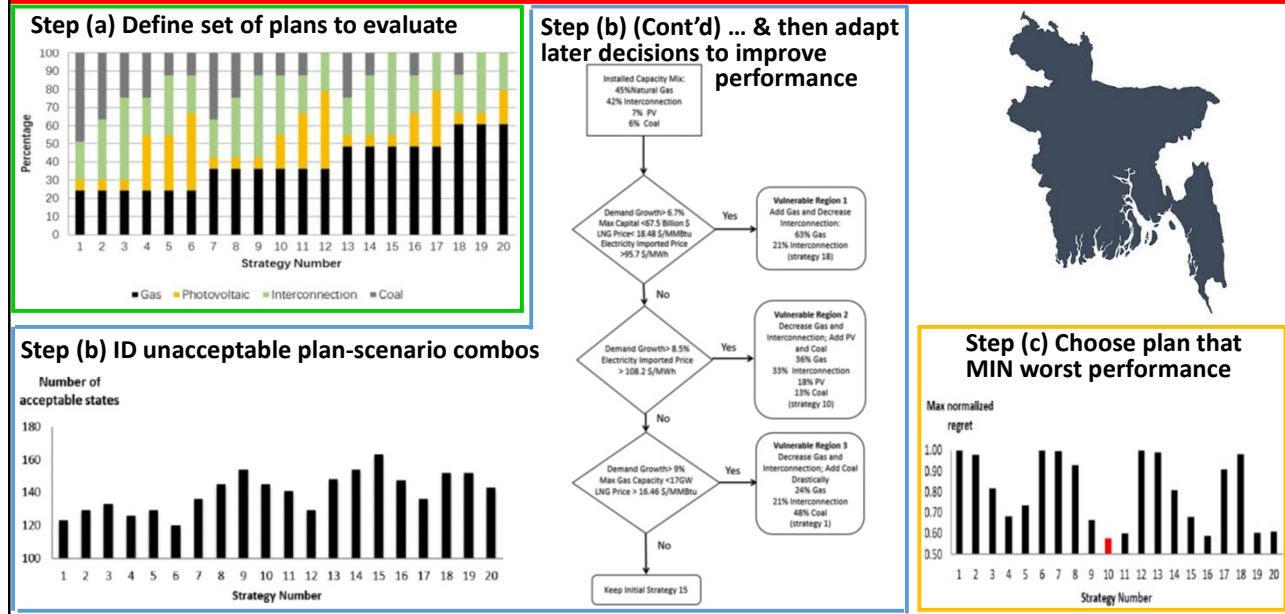 Step (a) Define set of plans to evaluate
100
90
80
70
60
50
40
30
20
10
0
Percentage
1 2 3 4 5 6 7 8 9 10 11 12 13 14 15 16 17 18 19 20
Strategy Number
Gas Photovoltaic Interconnection Coal
Step (b) ID unacceptable plan-scenario combos
Number of
acceptable states
180
160
140
120
100
1 2 3 4 5 6 7 8 9 10 11 12 13 14 15 16 17 18 19 20
Strategy Number
Step (b) (Cont’d) ... & then adapt
later decisions to improve
performance
Installed Capacity Mix:
45%Natural Gas
42% Interconnection
7% PV
6% Coal
Demand Growth> 6.7%
Max Capital <67.5 Billion $
LNG Price< 18.48 $/MMBtu
Electricity Imported Price
>95.7 $/MWh
Yes
Vulnerable Region 1
Add Gas and Decrease
Interconnection:
63% Gas
21% Interconnection
(strategy 18)
No
Demand Growth> 8.5%
Electricity Imported Price
> 108.2 $/MWh
Yes
Vulnerable Region 2
Decrease Gas and
Interconnection; Add PV
and Coal
36% Gas
33% Interconnection
18% PV
13% Coal
(strategy 10)
No
Demand Growth> 9%
Max Gas Capacity <17GW
LNG Price > 16.46 $/MMBtu
Yes
Vulnerable Region 3
Decrease Gas and
Interconnection; Add Coal
Drastically
24% Gas
21% Interconnection
48% Coal
(strategy 1)
No
Keep Initial Strategy 15
Step (c) Choose plan that
MIN worst performance
Max normalized
regret
1.00
0.90
0.80
0.70
0.60
0.50
1 2 3 4 5 6 7 8 9 10 11 12 13 14 15 16 17 18 19 20
Strategy Number